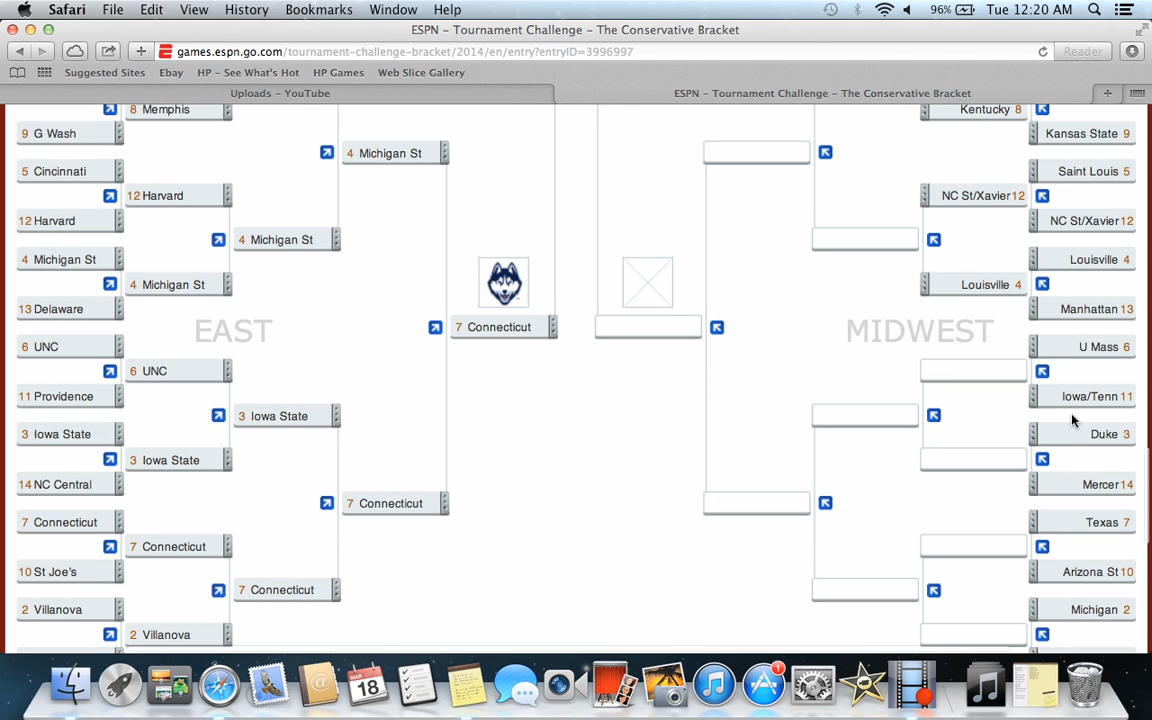 Safari File Edit View History Bookmarks Window Help 96% Tue 12:20 AM
ESPN - Tournament Challenge - The Conservative Bracket
games.espn.go.com/tournament-challenge-bracket/2014/en/entry?entryID=3996997 Reader
Suggested Sites Ebay HP - See What's Hot HP Games Web Slice Gallery
Uploads - YouTube ESPN - Tournament Challenge - The Conservative Bracket
8 Memphis Kentucky 8
9 G Wash Kansas State 9
4 Michigan St
5 Cincinnati Saint Louis 5
12 Harvard NC St/Xavier 12
12 Harvard NC St/Xavier 12
4 Michigan St
4 Michigan St Louisville 4
4 Michigan St Louisville 4
13 Delaware Manhattan 13
7 Connecticut
EAST MIDWEST
6 UNC U Mass 6
6 UNC
11 Providence Iowa/Tenn 11
3 Iowa State
3 Iowa State Duke 3
3 Iowa State
14 NC Central Mercer 14
7 Connecticut
7 Connecticut Texas 7
7 Connecticut
10 St Joe's Arizona St 10
7 Connecticut
2 Villanova Michigan 2
2 Villanova
MAR
18
1